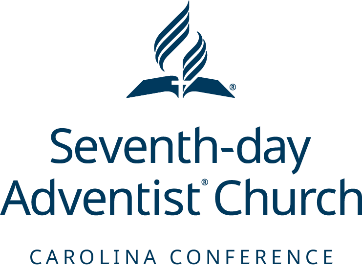 ®
Seventh-day
Adventist® Church
CAROLINA CONFERENCE